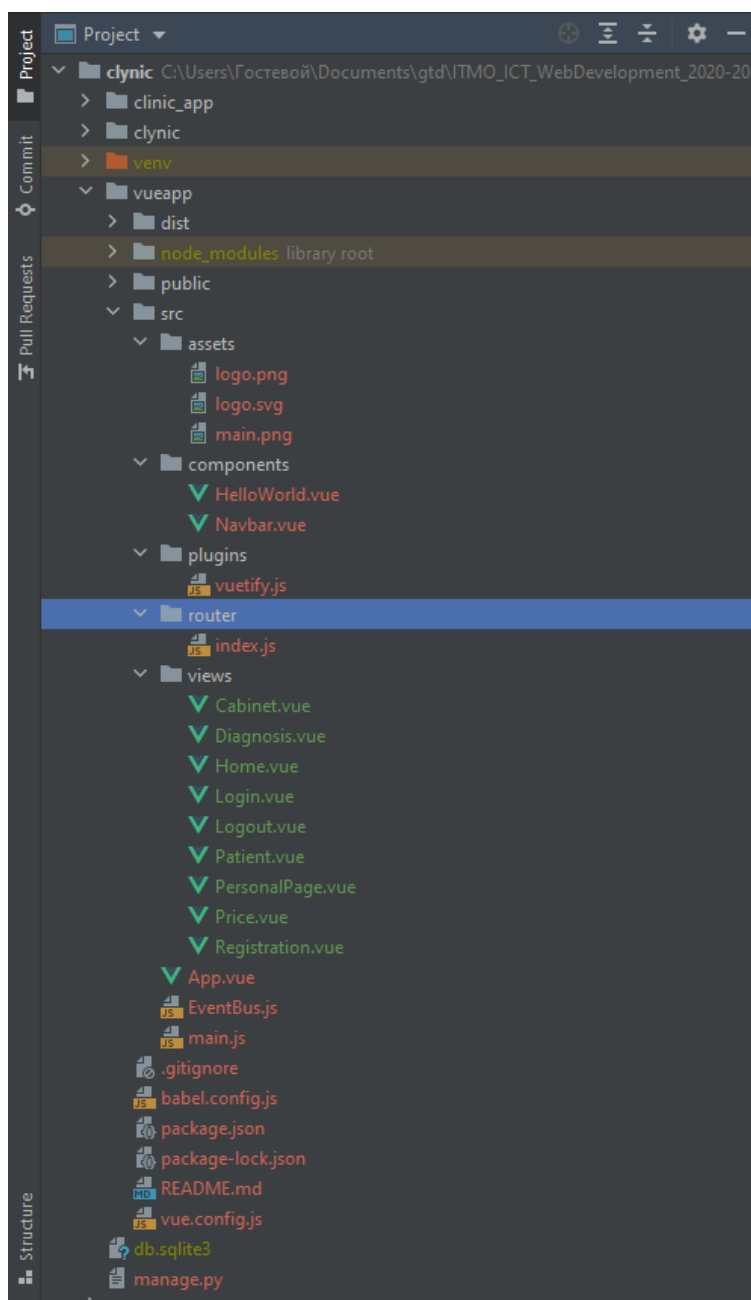 Project
Project
Commit
Pull Requests
Structure
clynic C:\Users\Гостевой\Documents\gtd\ITMO_ICT_WebDevelopment_2020-20
clinic_app
clynic
venv
vueapp
dist
node_modules library root
public
src
assets
logo.png
logo.svg
main.png
components
HelloWorld.vue
Navbar.vue
plugins
vuetify.js
router
index.js
views
Cabinet.vue
Diagnosis.vue
Home.vue
Login.vue
Logout.vue
Patient.vue
PersonalPage.vue
Price.vue
Registration.vue
App.vue
EventBus.js
main.js
.gitignore
babel.config.js
package.json
package-lock.json
README.md
vue.config.js
db.sqlite3
manage.py